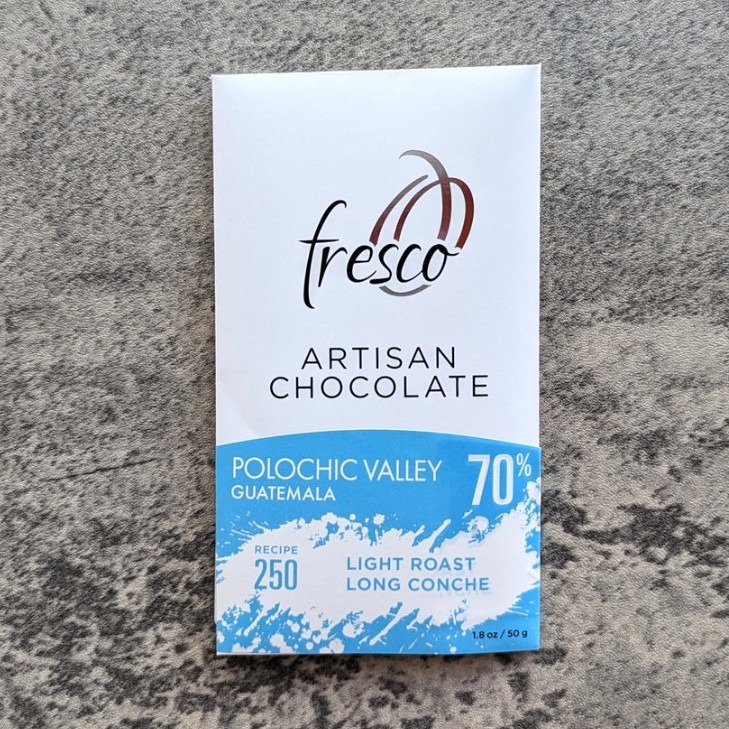 fresco
ARTISAN
CHOCOLATE
POLOCHIC VALLEY
GUATEMALA
70%
RECIPE
250
LIGHT ROAST
LONG CONCHE
1.8 oz / 50 g